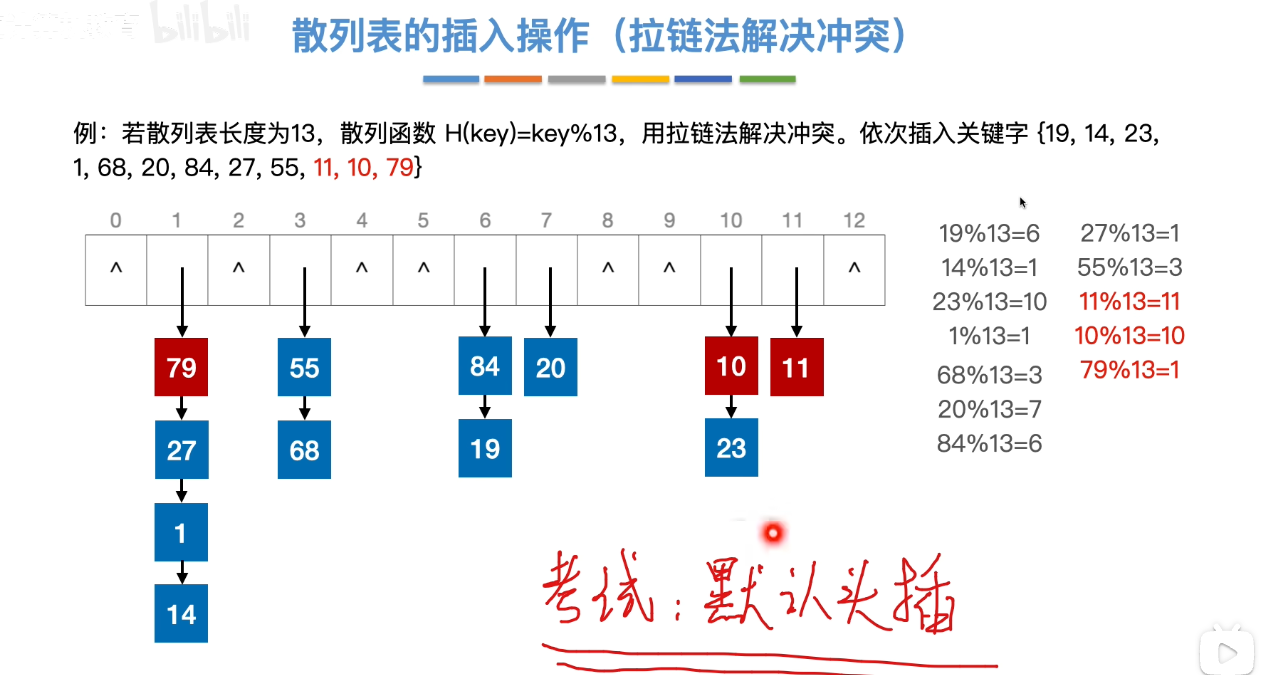 bilibili
散列表的插入操作（拉链法解决冲突）
例：若散列表长度为13，散列函数 H(key)=key%13，用拉链法解决冲突。依次插入关键字 {19, 14, 23,
1, 68, 20, 84, 27, 55, 11, 10, 79}
0 1 2 3 4 5 6 7 8 9 10 11 12
^ ^ ^ ^ ^ ^ ^
79 55 84 20 10 11
27 68 19 23
1
14
19%13=6 27%13=1
14%13=1 55%13=3
23%13=10 11%13=11
1%13=1 10%13=10
68%13=3 79%13=1
20%13=7
84%13=6
考试：默认头插